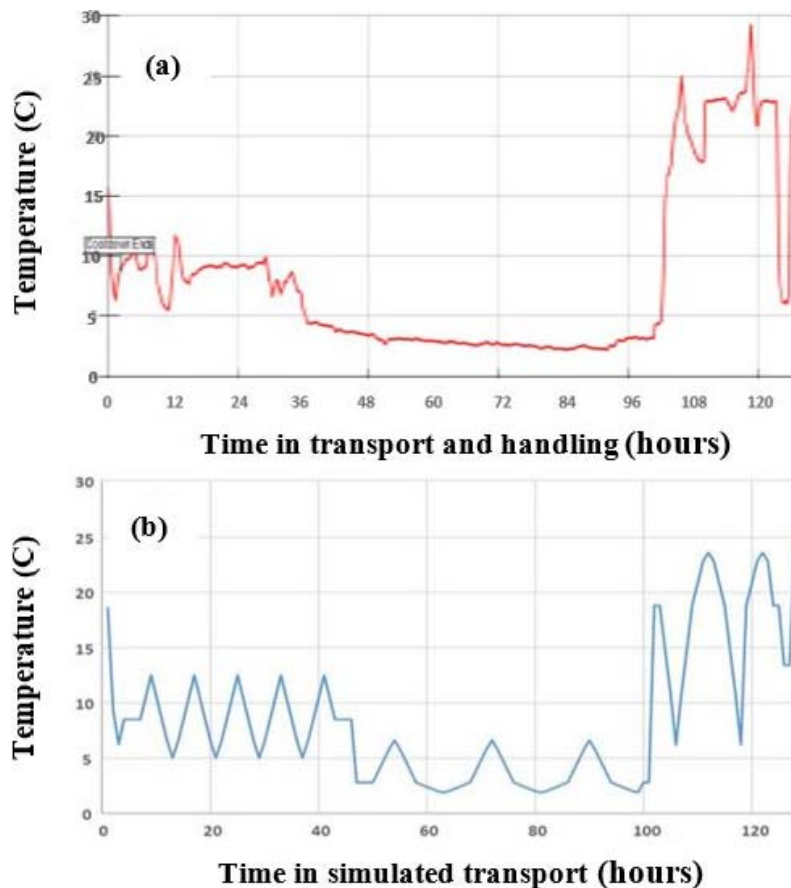 30
(a)
25
20
15
Cooldown Ends
10
5
0
Temperature (C)
0 12 24 36 48 60 72 84 96 108 120
Time in transport and handling (hours)
30
(b)
25
20
15
10
5
0
Temperature (C)
0 20 40 60 80 100 120
Time in simulated transport (hours)